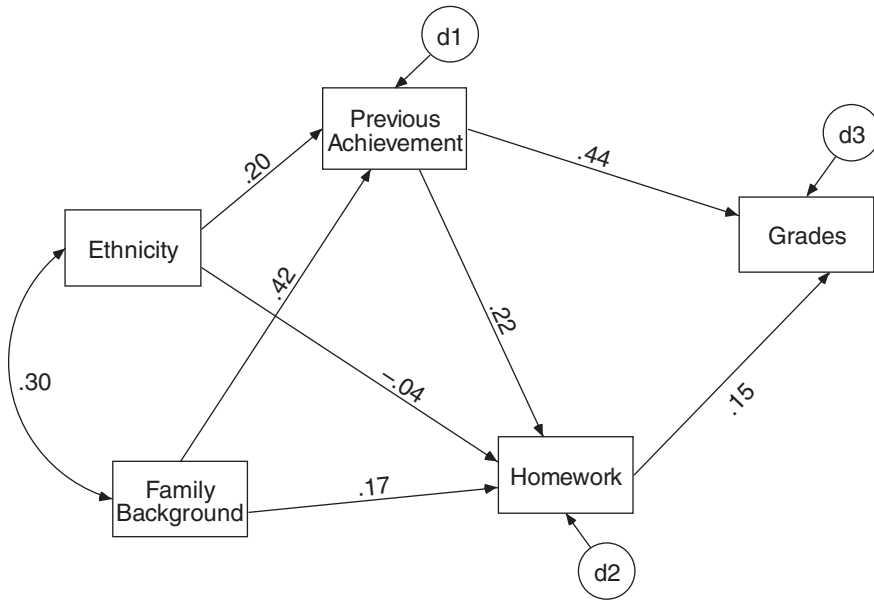 d1
Previous
Achievement
d3
.20
.44
Ethnicity
Grades
.42
.22
–.04
.30
.15
Family
Background
.17
Homework
d2